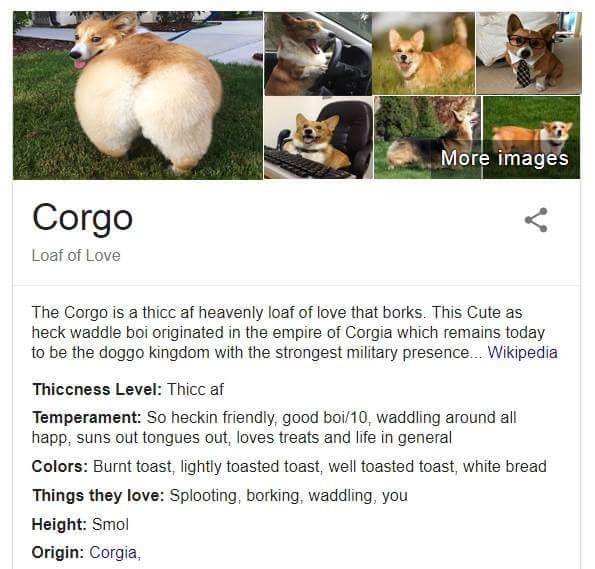 More images
Corgo
Loaf of Love
The Corgo is a thicc af heavenly loaf of love that borks. This Cute as
heck waddle boi originated in the empire of Corgia which remains today
to be the doggo kingdom with the strongest military presence... Wikipedia
Thiccness Level: Thicc af
Temperament: So heckin friendly, good boi/10, waddling around all
happ, suns out tongues out, loves treats and life in general
Colors: Burnt toast, lightly toasted toast, well toasted toast, white bread
Things they love: Splooting, borking, waddling, you
Height: Smol
Origin: Corgia,